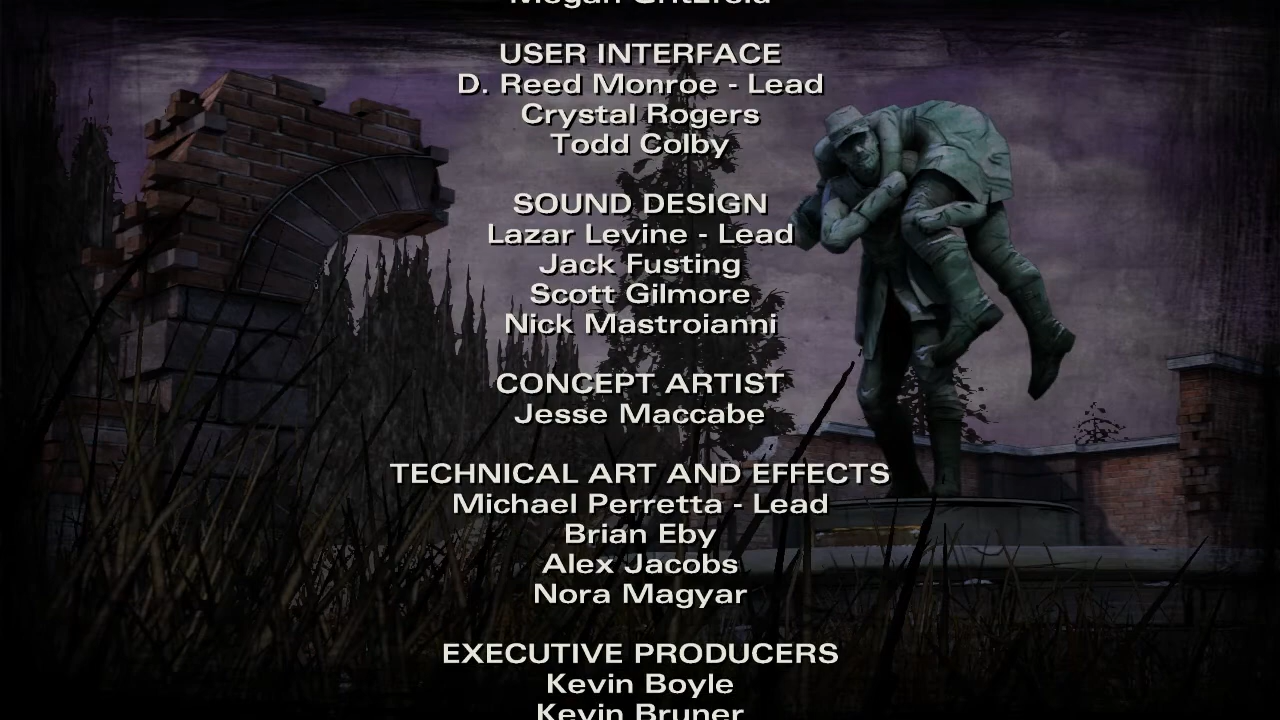 USER INTERFACE
D. Reed Monroe - Lead
Crystal Rogers
Todd Colby
SOUND DESIGN
Lazar Levine - Lead
Jack Fusting
Scott Gilmore
Nick Mastroianni
CONCEPT ARTIST
Jesse Maccabe
TECHNICAL ART AND EFFECTS
Michael Perretta - Lead
Brian Eby
Alex Jacobs
Nora Magyar
EXECUTIVE PRODUCERS
Kevin Boyle
Kevin Bruner